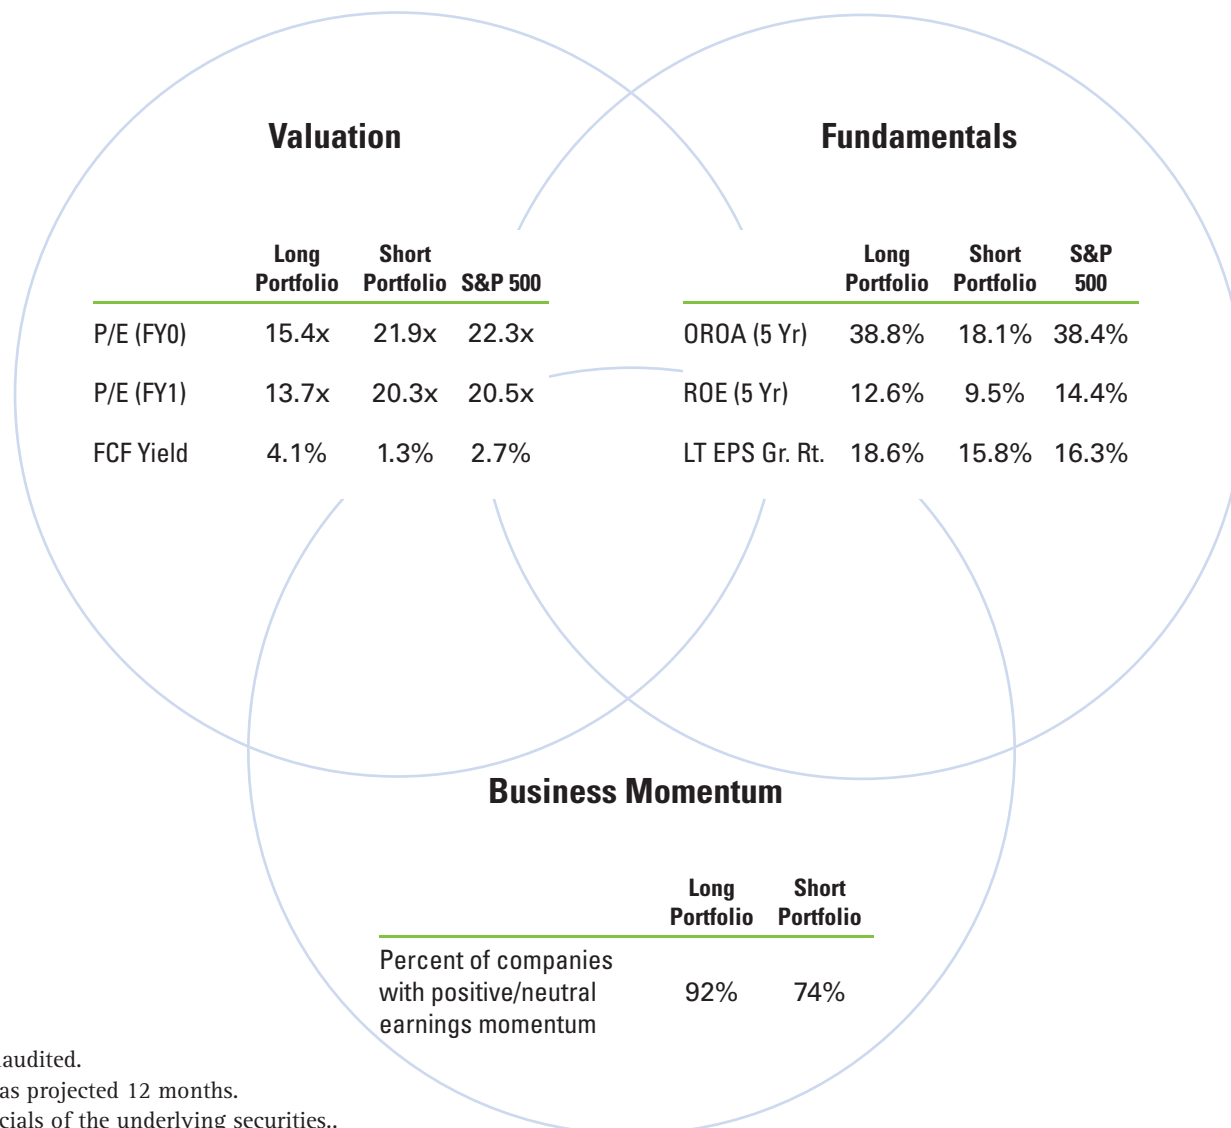 Valuation
Long Short
Portfolio Portfolio S&P 500
P/E (FY0) 15.4x 21.9x 22.3x
P/E (FY1) 13.7x 20.3x 20.5x
FCF Yield 4.1% 1.3% 2.7%
Fundamentals
Long Short S&P
Portfolio Portfolio 500
OROA (5 Yr) 38.8% 18.1% 38.4%
ROE (5 Yr) 12.6% 9.5% 14.4%
LT EPS Gr. Rt. 18.6% 15.8% 16.3%
Business Momentum
Long Short
Portfolio Portfolio
Percent of companies
with positive/neutral 92% 74%
earnings momentum
audited.
as projected 12 months.
cials of the underlying securities..